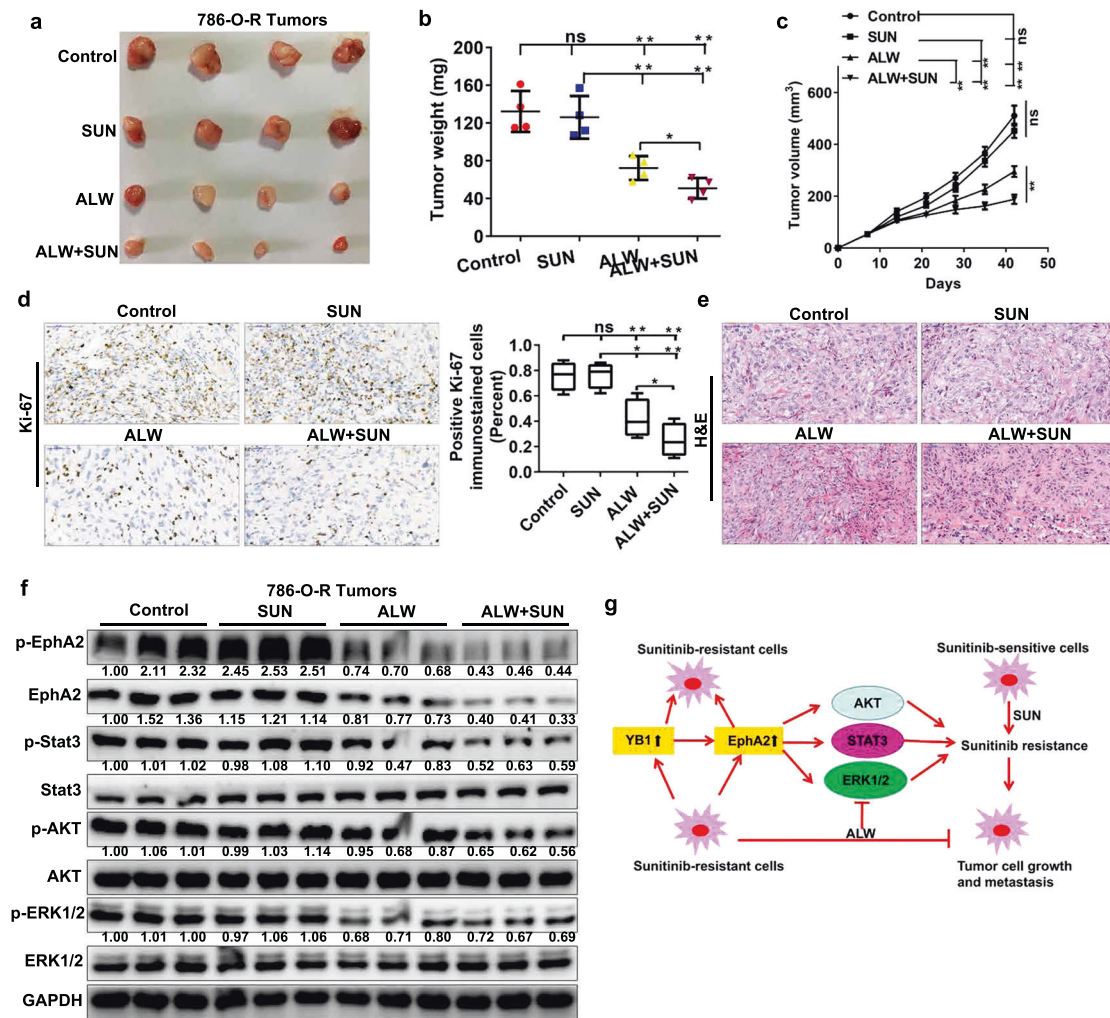 a
786-O-R Tumors
Control
SUN
ALW
ALW+SUN
b
Tumor weight (mg)
200
160
120
80
40
0
ns
* *
* *
* *
* *
*
Control
SUN
ALW
ALW+SUN
c
Control
SUN
ALW
ALW+SUN
**
**
**
ns
**
**
Tumor volume (mm3)
600
400
200
0
ns
**
0 10 20 30 40 50
Days
d
Ki-67
Control
SUN
ALW
ALW+SUN
Positive Ki-67
immunostained cells
(Percent)
1.0
0.8
0.6
0.4
0.2
0.0
ns
**
**
*
**
*
Control
SUN
ALW
ALW+SUN
e
H&E
Control
SUN
ALW
ALW+SUN
f
786-O-R Tumors
Control SUN ALW ALW+SUN
p-EphA2
1.00 2.11 2.32 2.45 2.53 2.51 0.74 0.70 0.68 0.43 0.46 0.44
EphA2
1.00 1.52 1.36 1.15 1.21 1.14 0.81 0.77 0.73 0.40 0.41 0.33
p-Stat3
1.00 1.01 1.02 0.98 1.08 1.10 0.92 0.47 0.83 0.52 0.63 0.59
Stat3
p-AKT
1.00 1.06 1.01 0.99 1.03 1.14 0.95 0.68 0.87 0.65 0.62 0.56
AKT
p-ERK1/2
1.00 1.01 1.00 0.97 1.06 1.06 0.68 0.71 0.80 0.72 0.67 0.69
ERK1/2
GAPDH
g
Sunitinib-resistant cells
Sunitinib-sensitive cells
AKT
SUN
YB1
EphA2
STAT3
Sunitinib resistance
ERK1/2
ALW
Sunitinib-resistant cells
Tumor cell growth
and metastasis